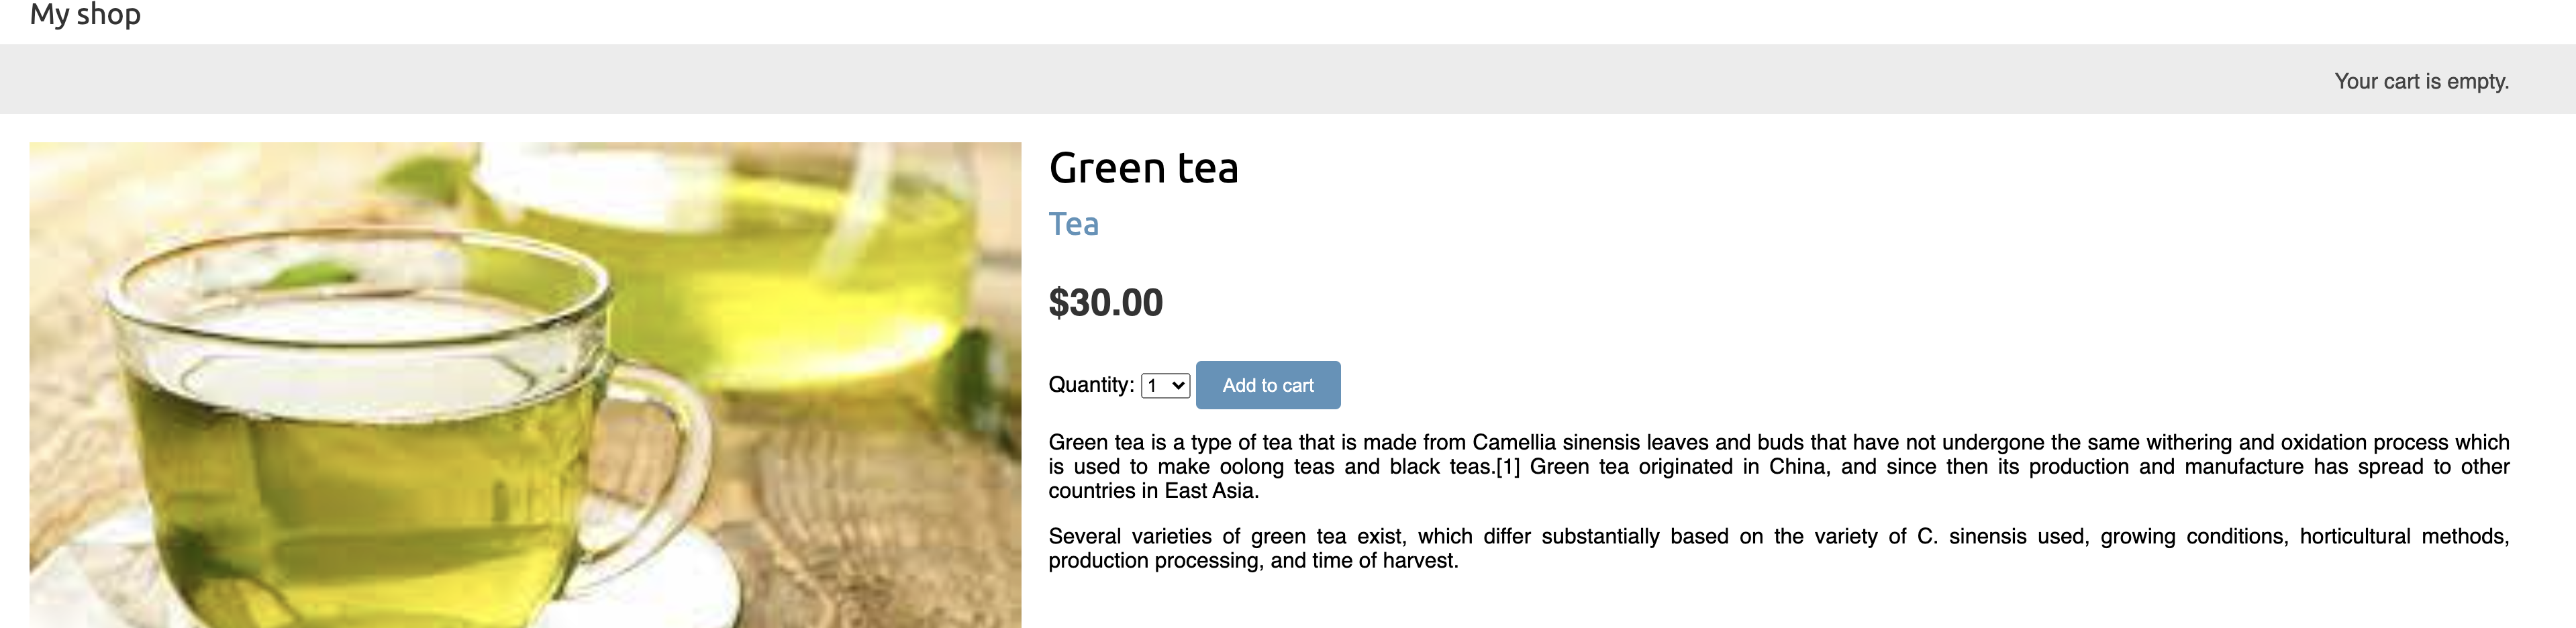 My shop
Your cart is empty.
Green tea
Tea
$30.00
Quantity: 1 Add to cart
Green tea is a type of tea that is made from Camellia sinensis leaves and buds that have not undergone the same withering and oxidation process which
is used to make oolong teas and black teas.[1] Green tea originated in China, and since then its production and manufacture has spread to other
countries in East Asia.
Several varieties of green tea exist, which differ substantially based on the variety of C. sinensis used, growing conditions, horticultural methods,
production processing, and time of harvest.